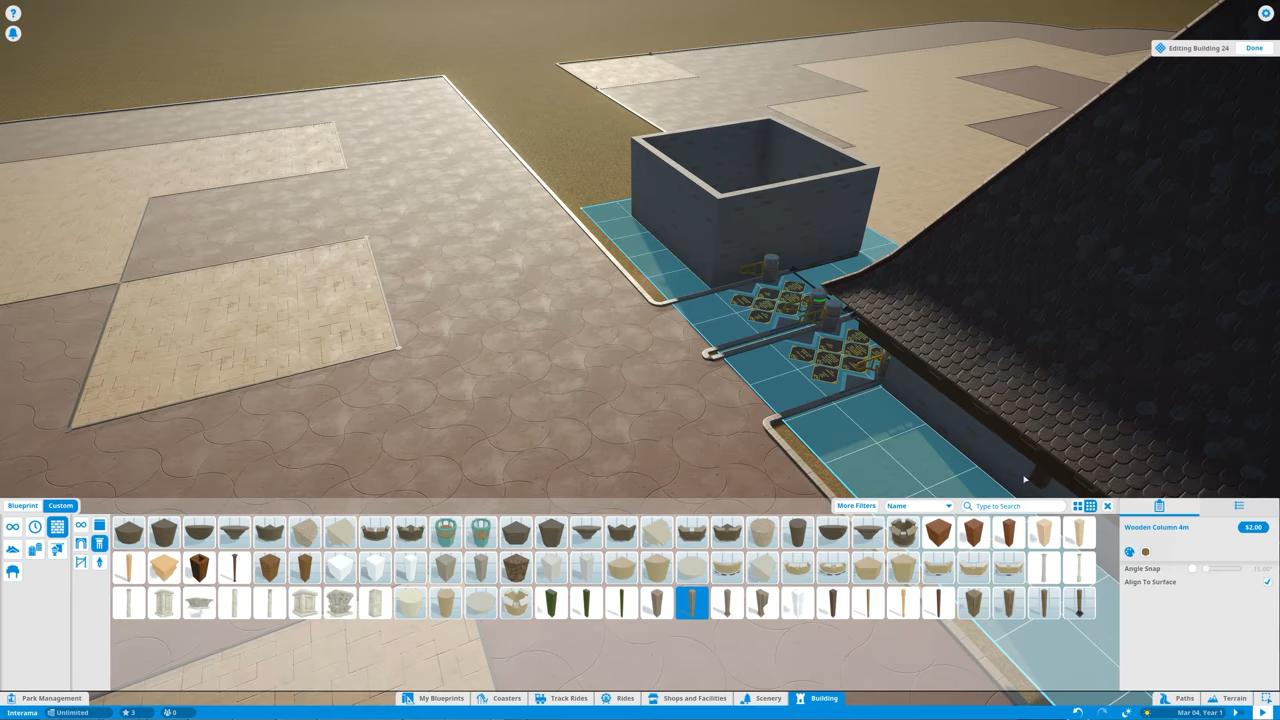 Editing Building 24
Done
Blueprint
Custom
More Filters
Name
Type to Search
Wooden Column 4m
$2.00
Angle Snap
15.00°
Align To Surface
Park Management
My Blueprints
Coasters
Track Rides
Rides
Shops and Facilities
Scenery
Building
Paths
Terrain
Interama
Unlimited
3
0
Mar 04, Year 1